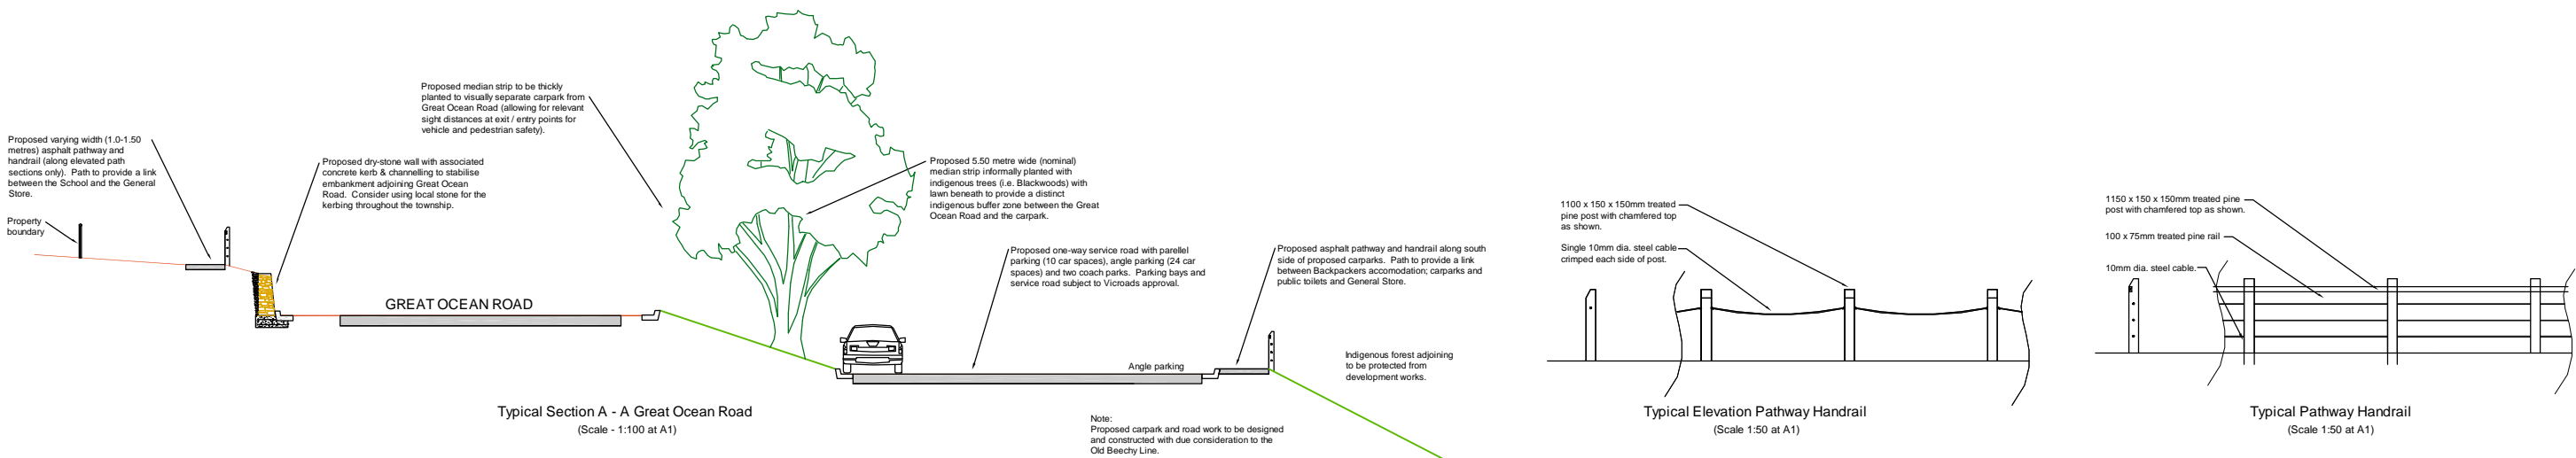 Proposed varying width (1.0-1.50
metres) asphalt pathway and
handrail (along elevated path
sections only). Path to provide a link
between the School and the General
Store.
Property
boundary
Proposed dry-stone wall with associated
concrete kerb & channelling to stabilise
embankment adjoining Great Ocean
Road. Consider using local stone for the
kerbing throughout the township.
Proposed median strip to be thickly
planted to visually separate carpark from
Great Ocean Road (allowing for relevant
sight distances at exit / entry points for
vehicle and pedestrian safety).
GREAT OCEAN ROAD
Proposed 5.50 metre wide (nominal)
median strip informally planted with
indigenous trees (i.e. Blackwoods) with
lawn beneath to provide a distinct
indigenous buffer zone between the Great
Ocean Road and the carpark.
Proposed one-way service road with parellel
parking (10 car spaces), angle parking (24 car
spaces) and two coach parks. Parking bays and
service road subject to Vicroads approval.
Angle parking
Proposed asphalt pathway and handrail along south
side of proposed carparks. Path to provide a link
between Backpackers accomodation; carparks and
public toilets and General Store.
Indigenous forest adjoining
to be protected from
development works.
Typical Section A - A Great Ocean Road
(Scale - 1:100 at A1)
Note:
Proposed carpark and road work to be designed
and constructed with due consideration to the
Old Beechy Line.
1100 x 150 x 150mm treated
pine post with chamfered top
as shown.
Single 10mm dia. steel cable
crimped each side of post.
Typical Elevation Pathway Handrail
(Scale 1:50 at A1)
1150 x 150 x 150mm treated pine
post with chamfered top as shown.
100 x 75mm treated pine rail
10mm dia. steel cable.
Typical Pathway Handrail
(Scale 1:50 at A1)